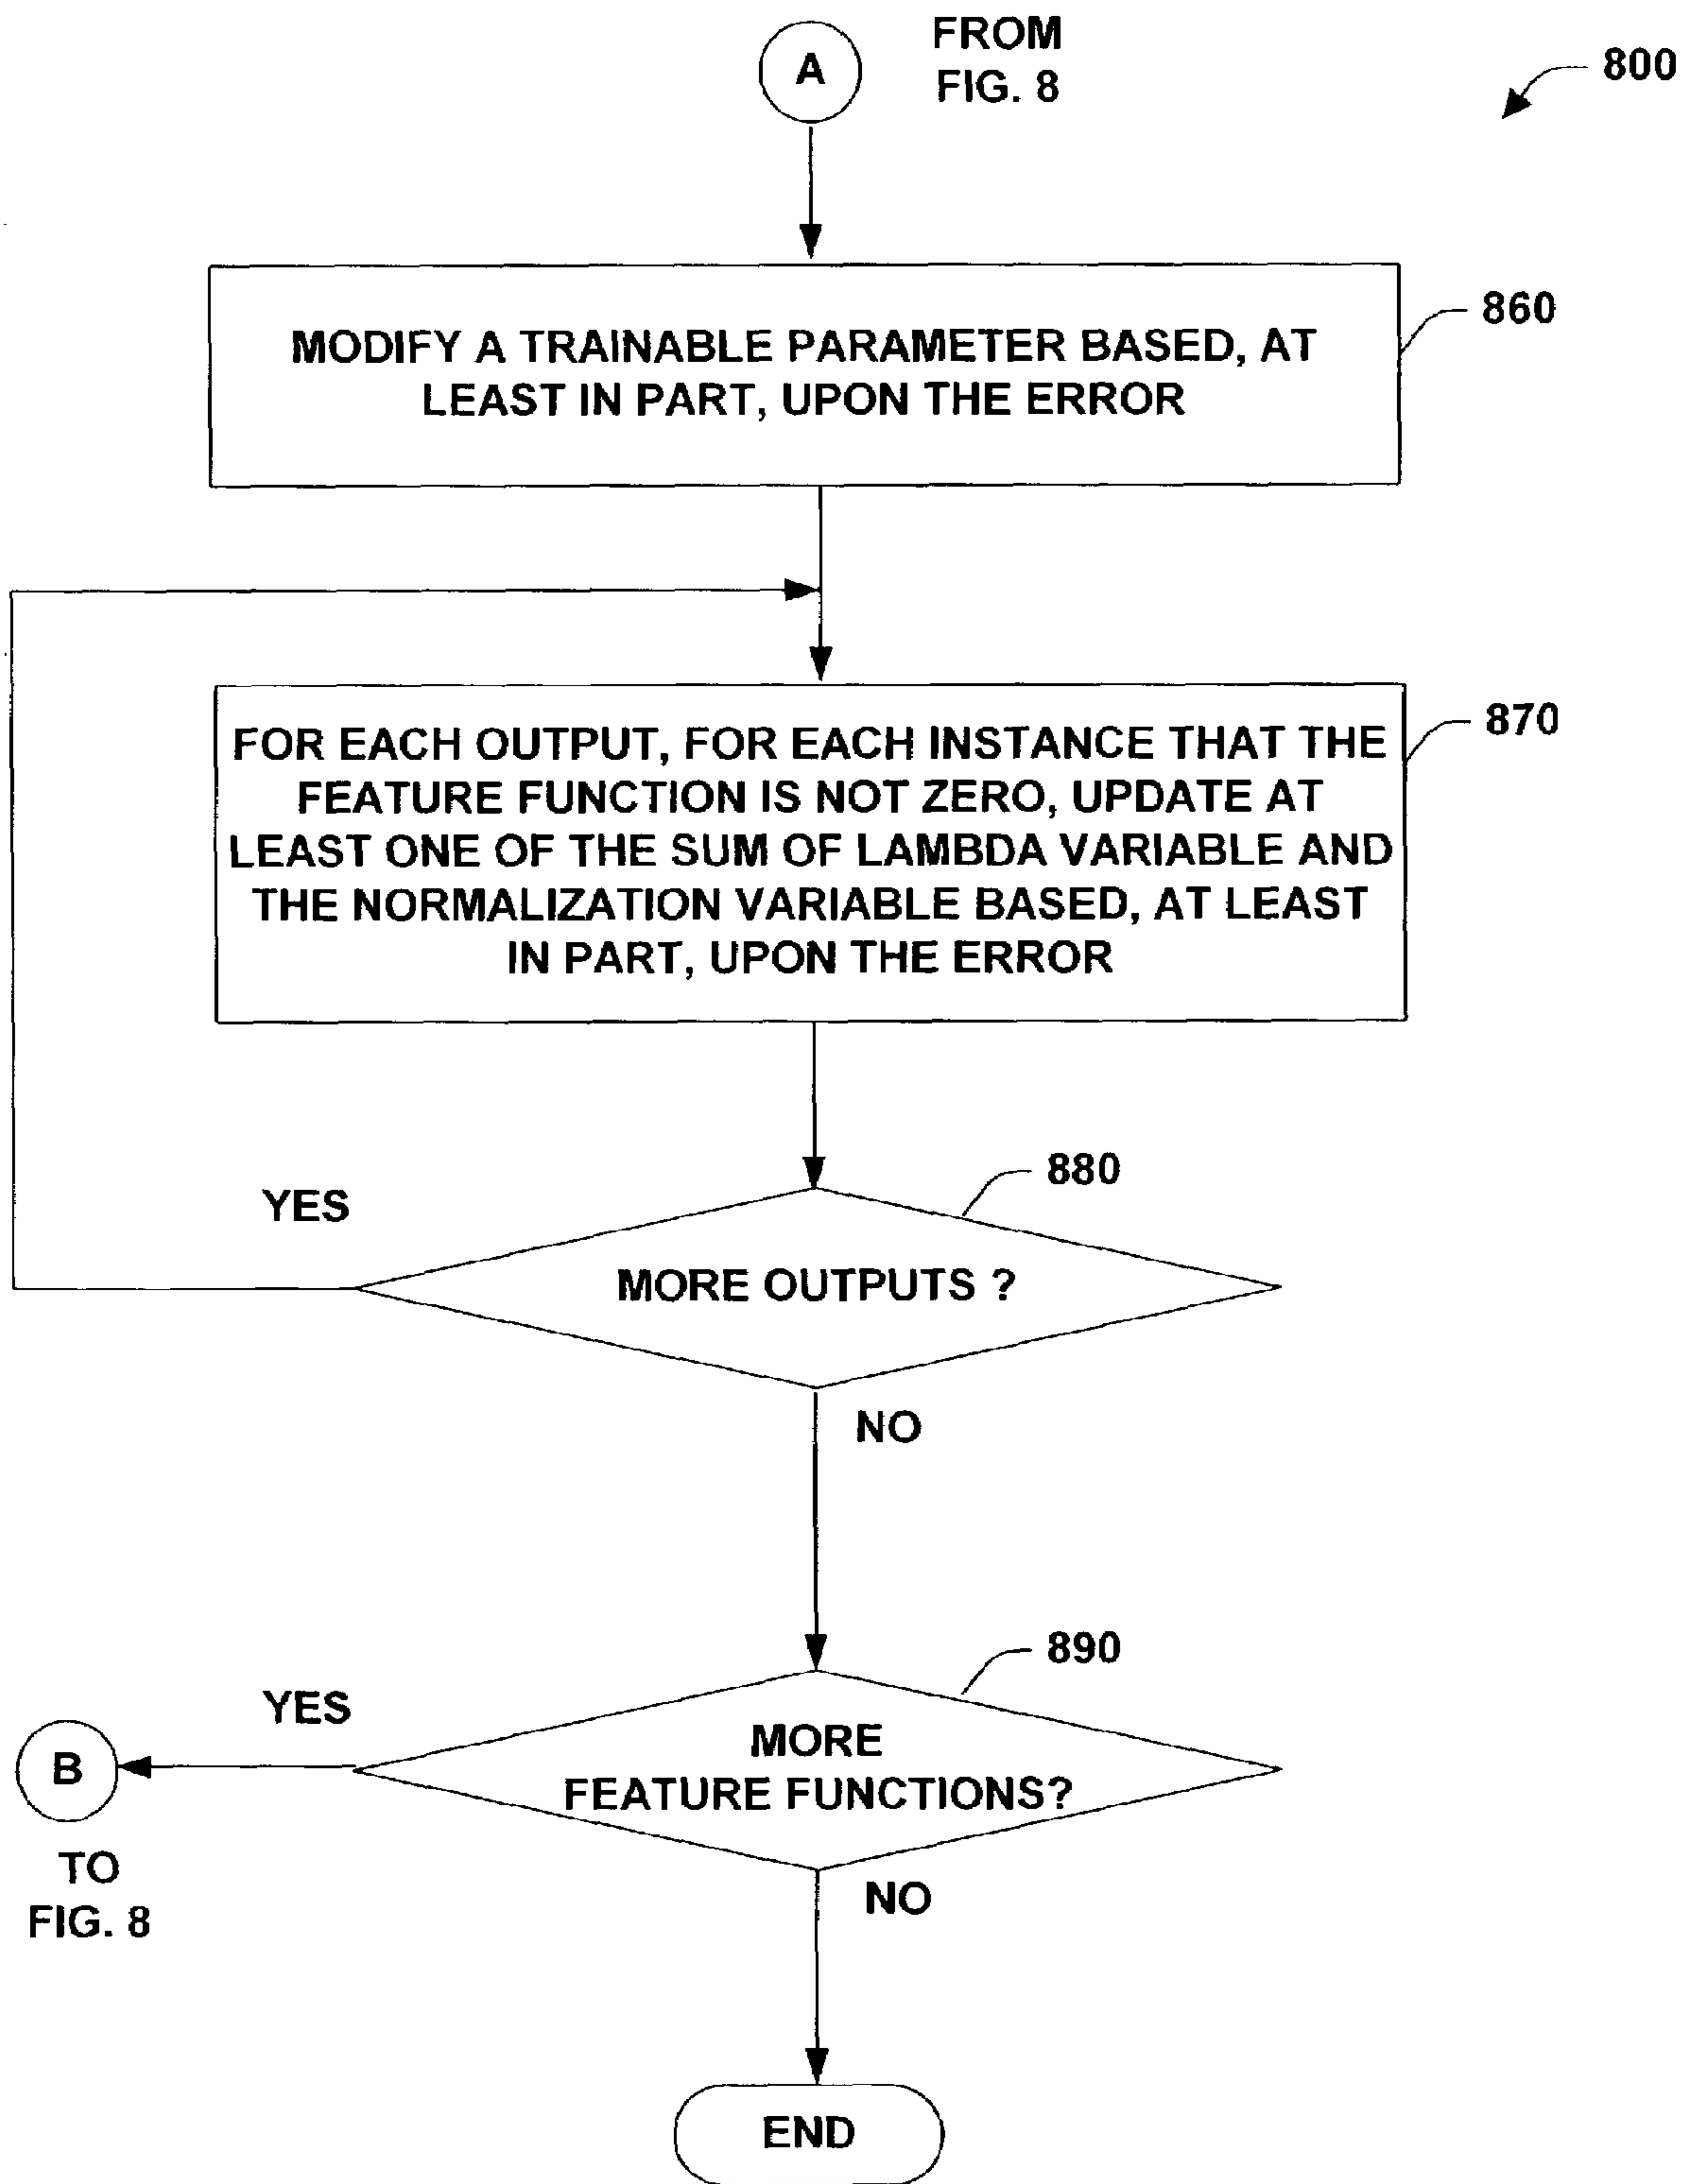 A
FROM
FIG. 8
800
MODIFY A TRAINABLE PARAMETER BASED, AT
LEAST IN PART, UPON THE ERROR
860
FOR EACH OUTPUT, FOR EACH INSTANCE THAT THE
FEATURE FUNCTION IS NOT ZERO, UPDATE AT
LEAST ONE OF THE SUM OF LAMBDA VARIABLE AND
THE NORMALIZATION VARIABLE BASED, AT LEAST
IN PART, UPON THE ERROR
870
880
YES
MORE OUTPUTS ?
NO
890
YES
MORE
FEATURE FUNCTIONS?
B
TO
FIG. 8
NO
END